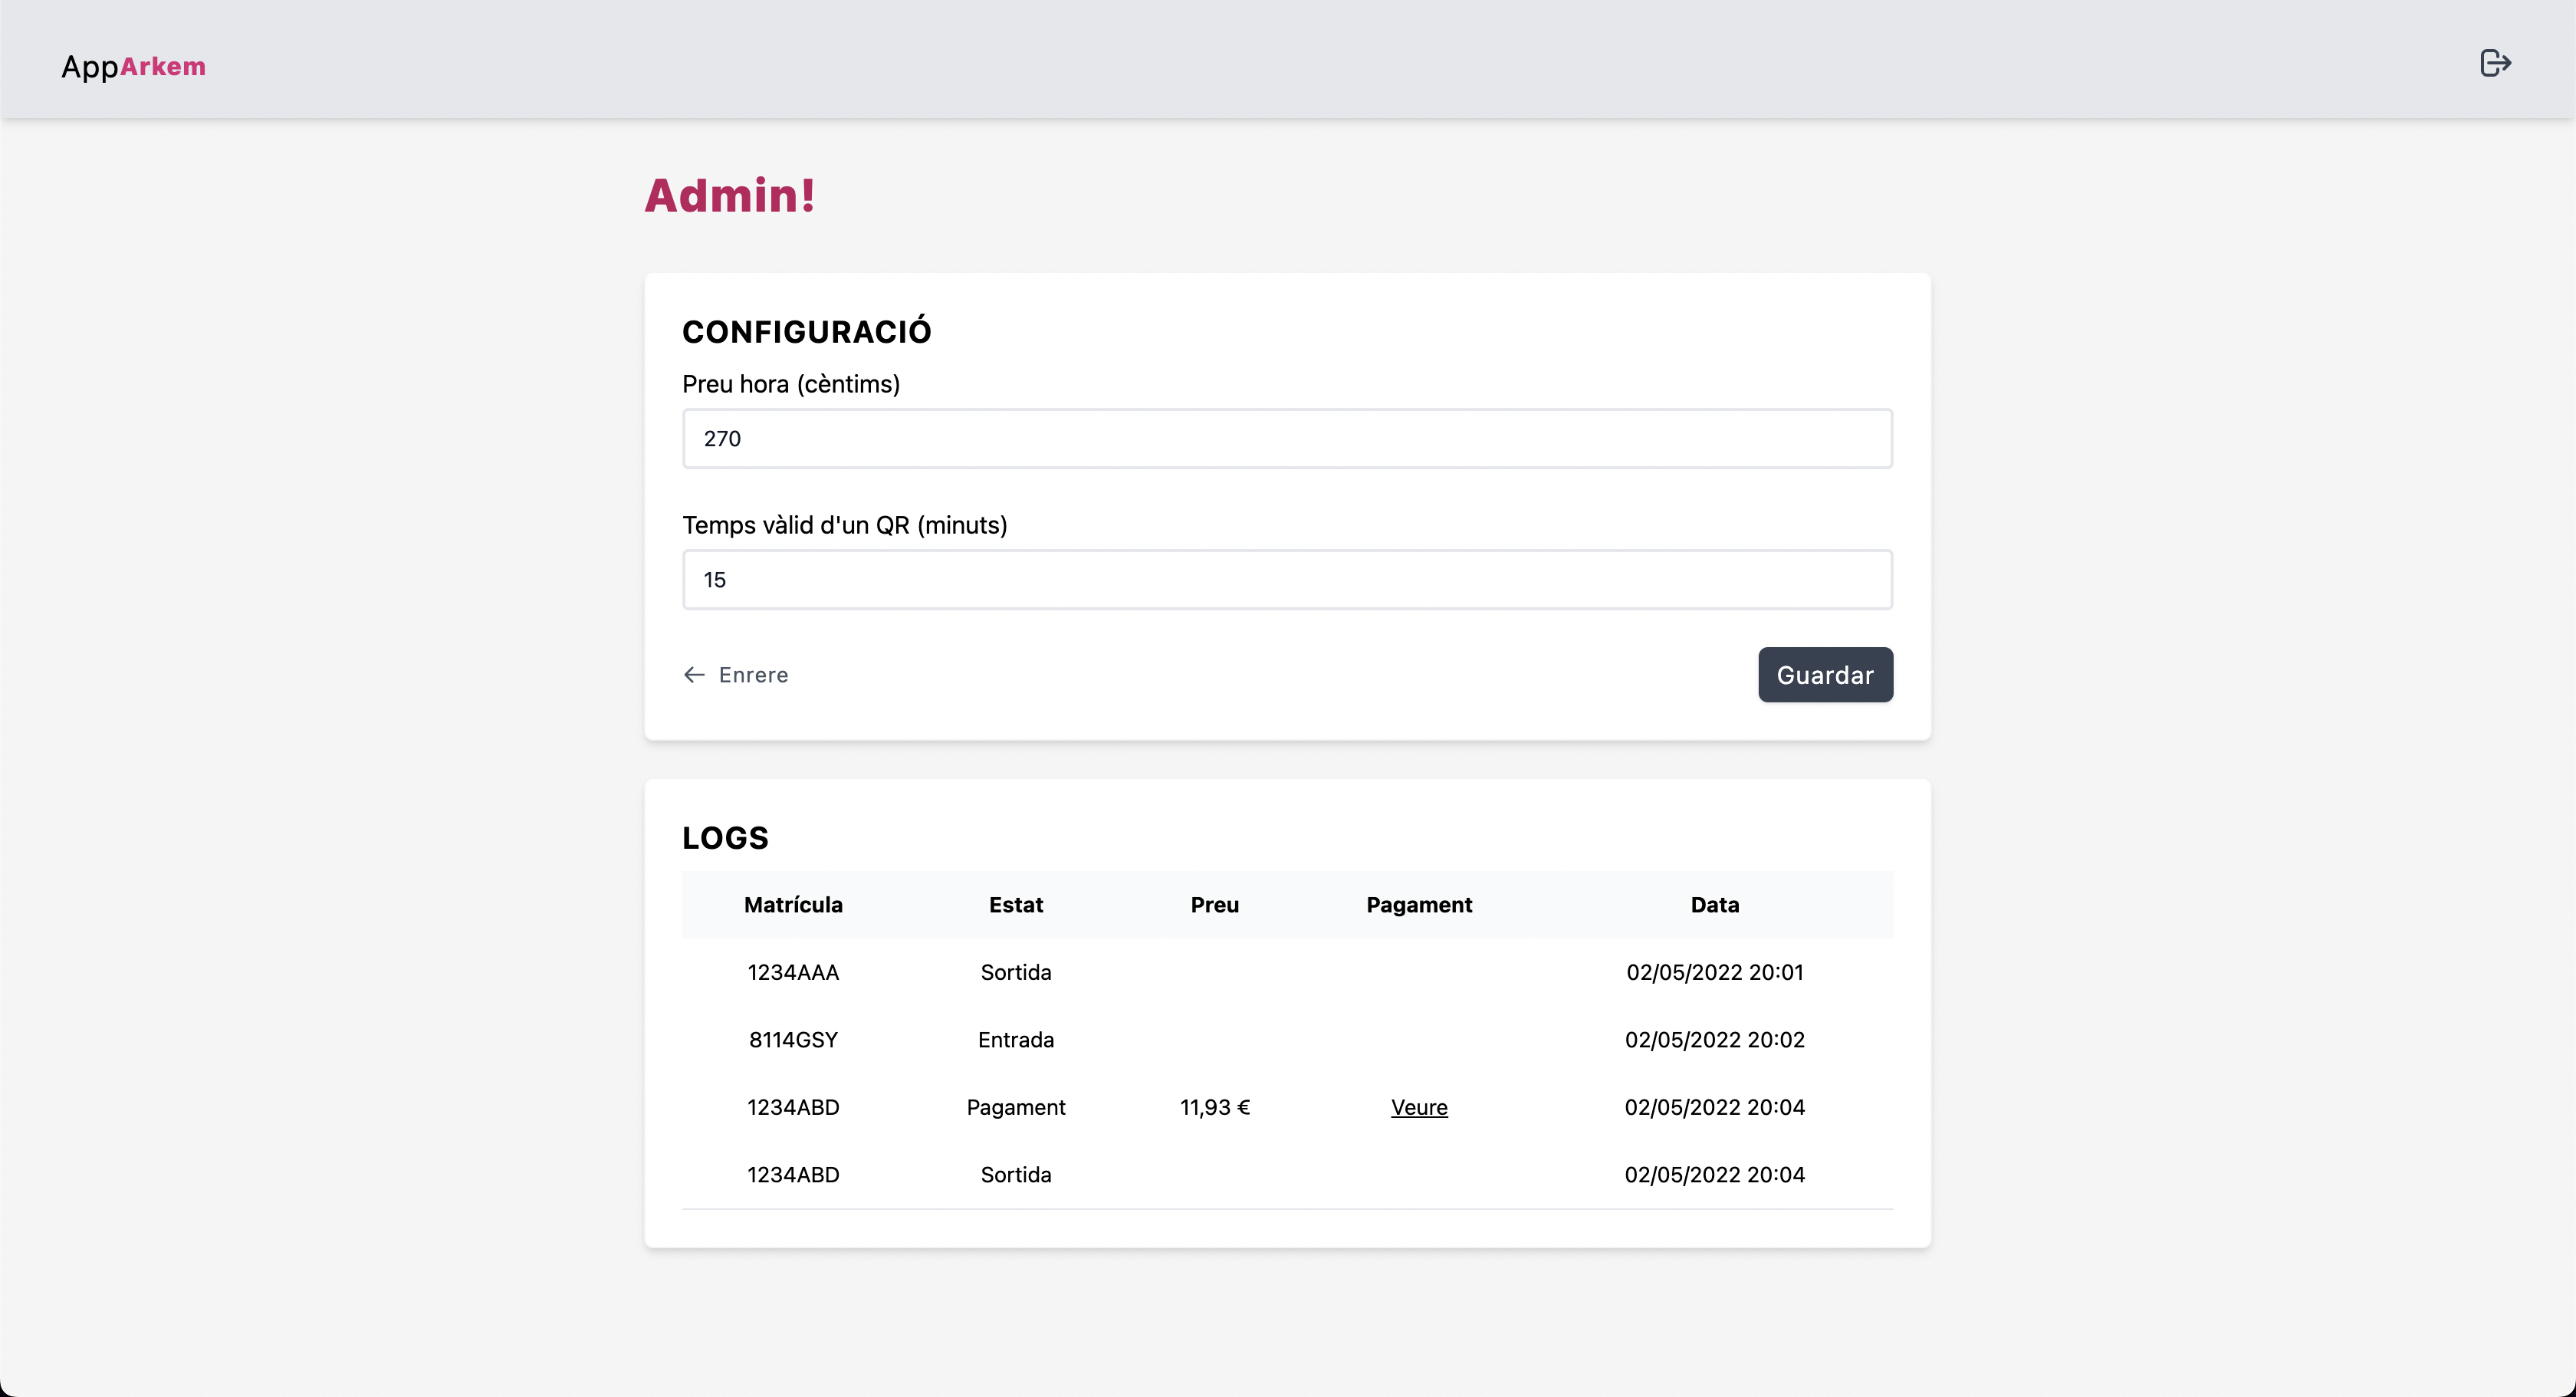 AppArkem
Admin!
CONFIGURACIÓ
Preu hora (cèntims)
270
Temps vàlid d'un QR (minuts)
15
← Enrere
Guardar
LOGS
Matrícula Estat Preu Pagament Data
1234AAA Sortida 02/05/2022 20:01
8114GSY Entrada 02/05/2022 20:02
1234ABD Pagament 11,93 € Veure 02/05/2022 20:04
1234ABD Sortida 02/05/2022 20:04